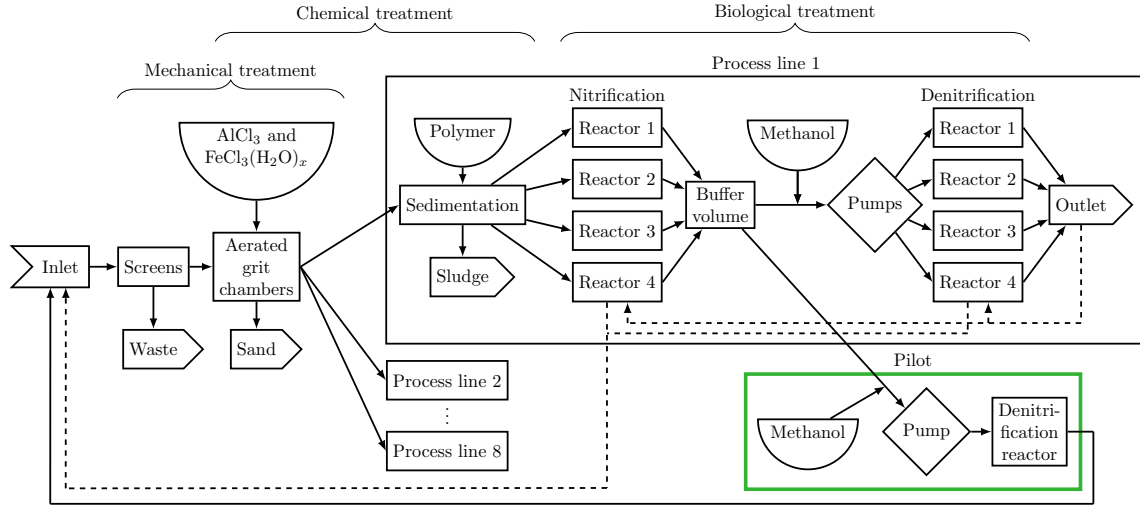 Chemical treatment
Biological treatment
Mechanical treatment
Process line 1
AlCl₃ and
FeCl₃(H₂O)ₓ
Polymer
Nitrification
Reactor 1
Reactor 2
Reactor 3
Reactor 4
Methanol
Denitrification
Reactor 1
Reactor 2
Reactor 3
Reactor 4
Sedimentation
Buffer
volume
Pumps
Outlet
Inlet
Screens
Aerated
grit
chambers
Sludge
Waste
Sand
Process line 2
⋮
Process line 8
Pilot
Methanol
Pump
Denitri-
fication
reactor